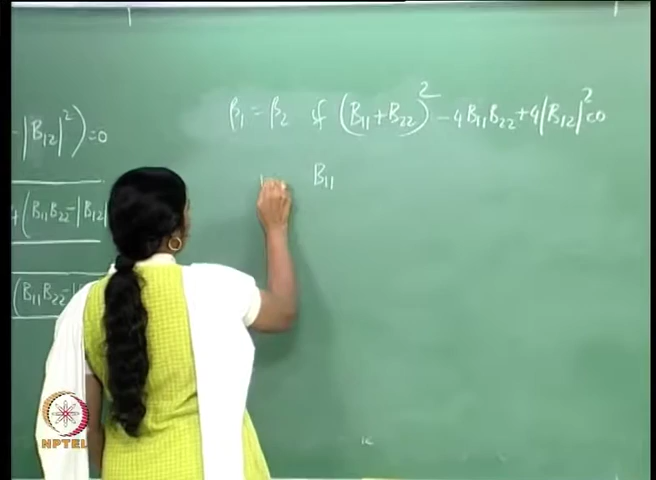 β₁ = β₂ if (B₁₁+B₂₂)² − 4B₁₁B₂₂ + 4|B₁₂|² = 0
−|B₁₂|²) = 0
B₁₁
4(B₁₁B₂₂−|B₁₂|
(B₁₁B₂₂−
NPTEL